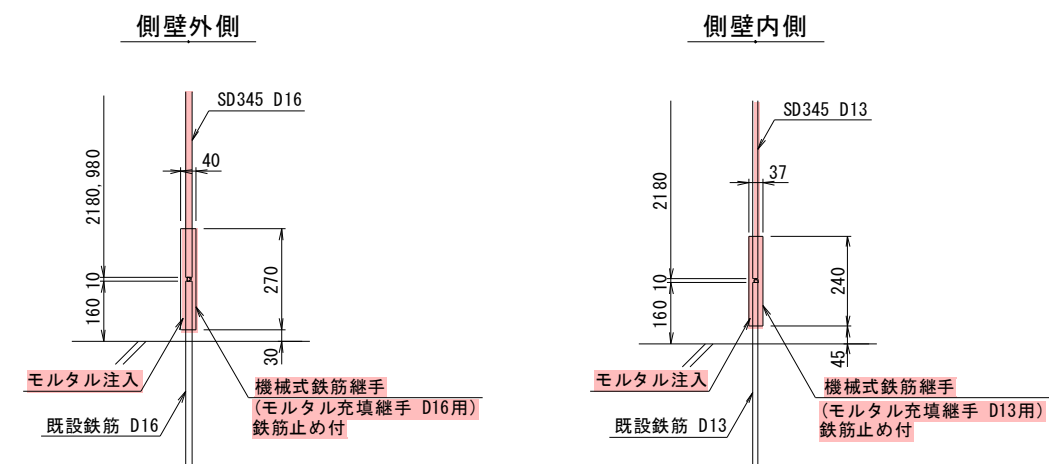 側壁外側
SD345 D16
40
2180,980
10
160
270
30
モルタル注入
機械式鉄筋継手
(モルタル充填継手 D16用)
鉄筋止め付
既設鉄筋 D16
側壁内側
SD345 D13
37
2180
10
160
240
45
モルタル注入
機械式鉄筋継手
(モルタル充填継手 D13用)
鉄筋止め付
既設鉄筋 D13